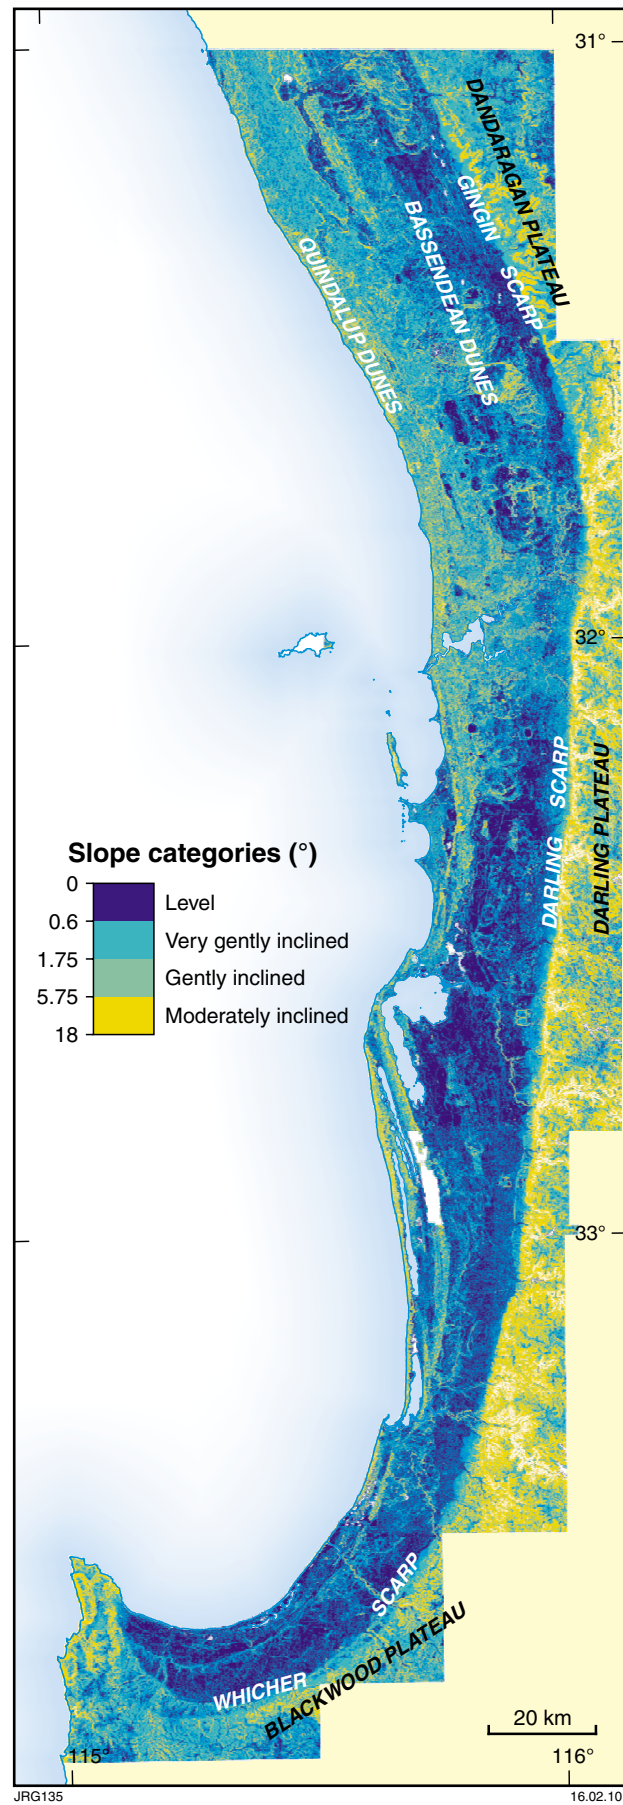 31°
DANDARAGAN PLATEAU
GINGIN SCARP
BASSENDEAN DUNES
QUINDALUP DUNES
32°
DARLING SCARP
DARLING PLATEAU
Slope categories (°)
0
Level
0.6
Very gently inclined
1.75
Gently inclined
5.75
Moderately inclined
18
33°
WHICHER SCARP
BLACKWOOD PLATEAU
20 km
115°
116°
JRG135
16.02.10